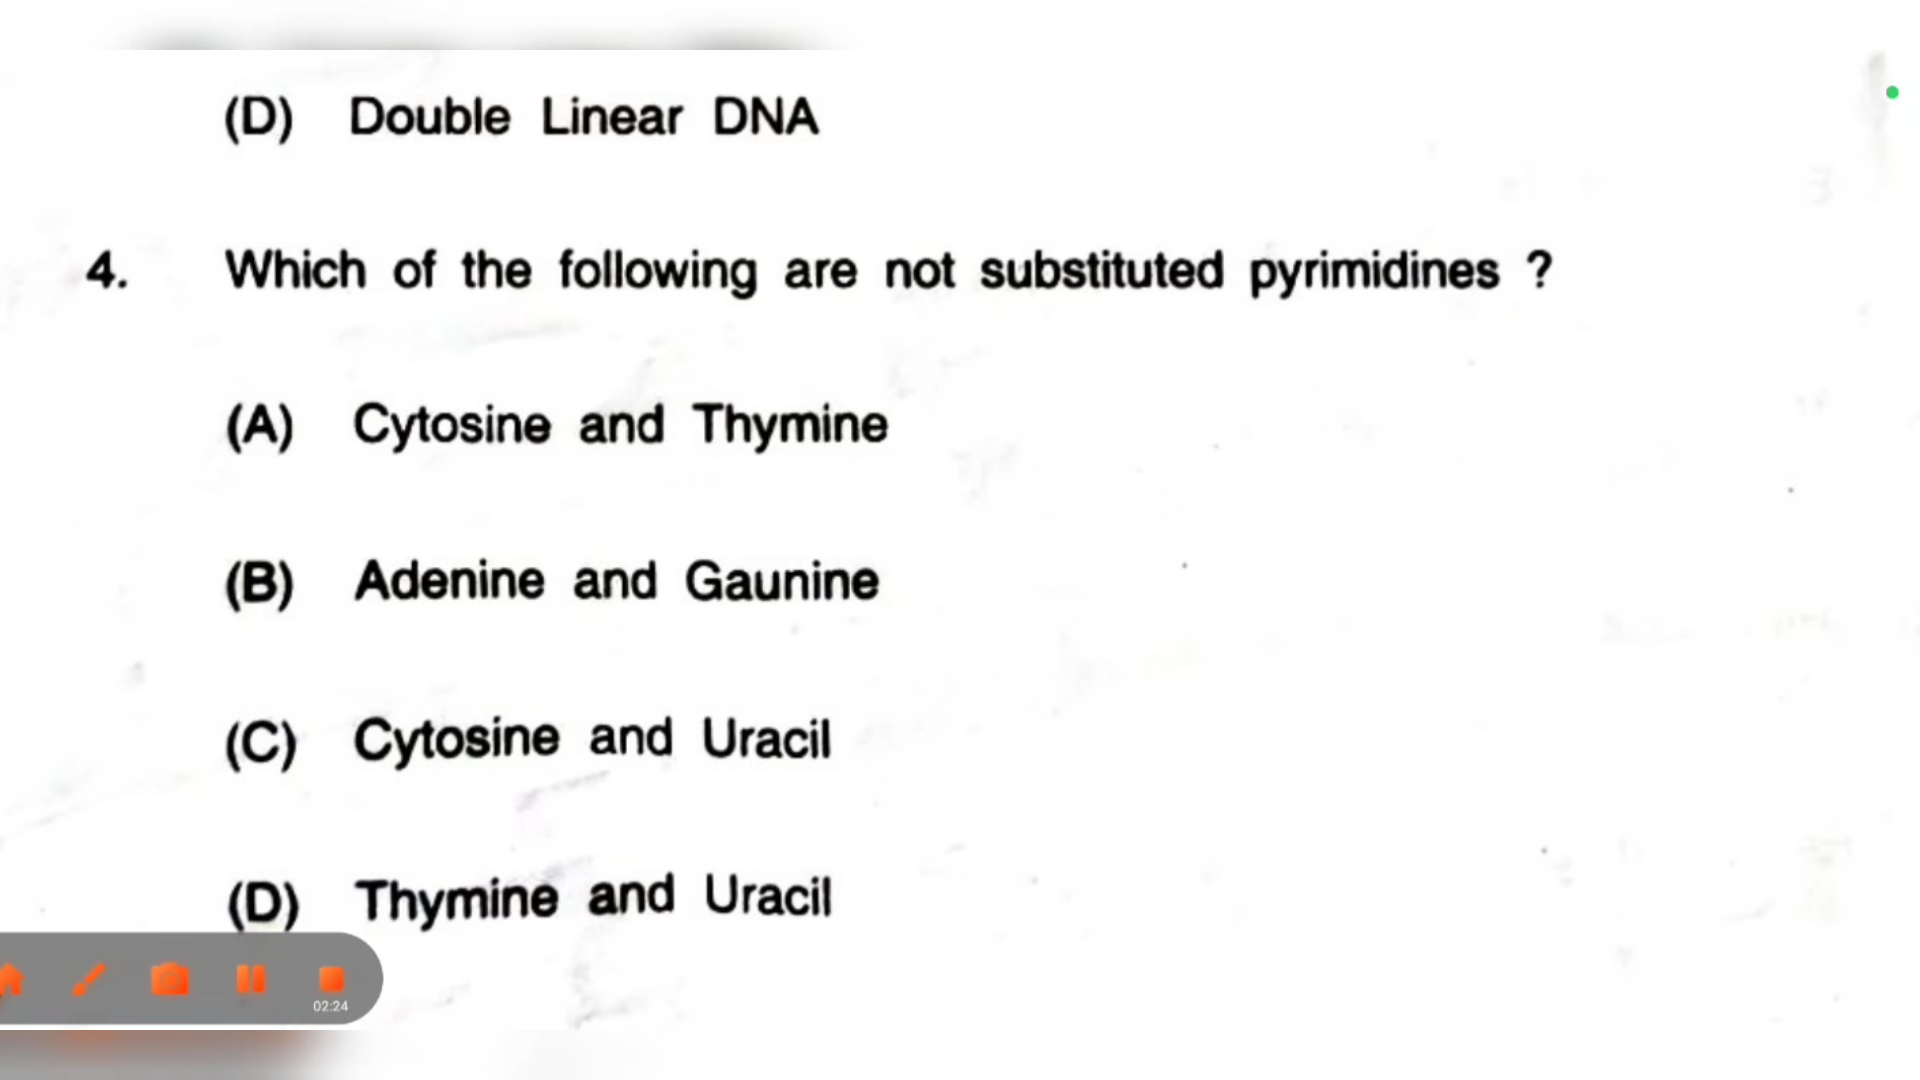 (D) Double Linear DNA
4. Which of the following are not substituted pyrimidines ?
(A) Cytosine and Thymine
(B) Adenine and Gaunine
(C) Cytosine and Uracil
(D) Thymine and Uracil
02:24